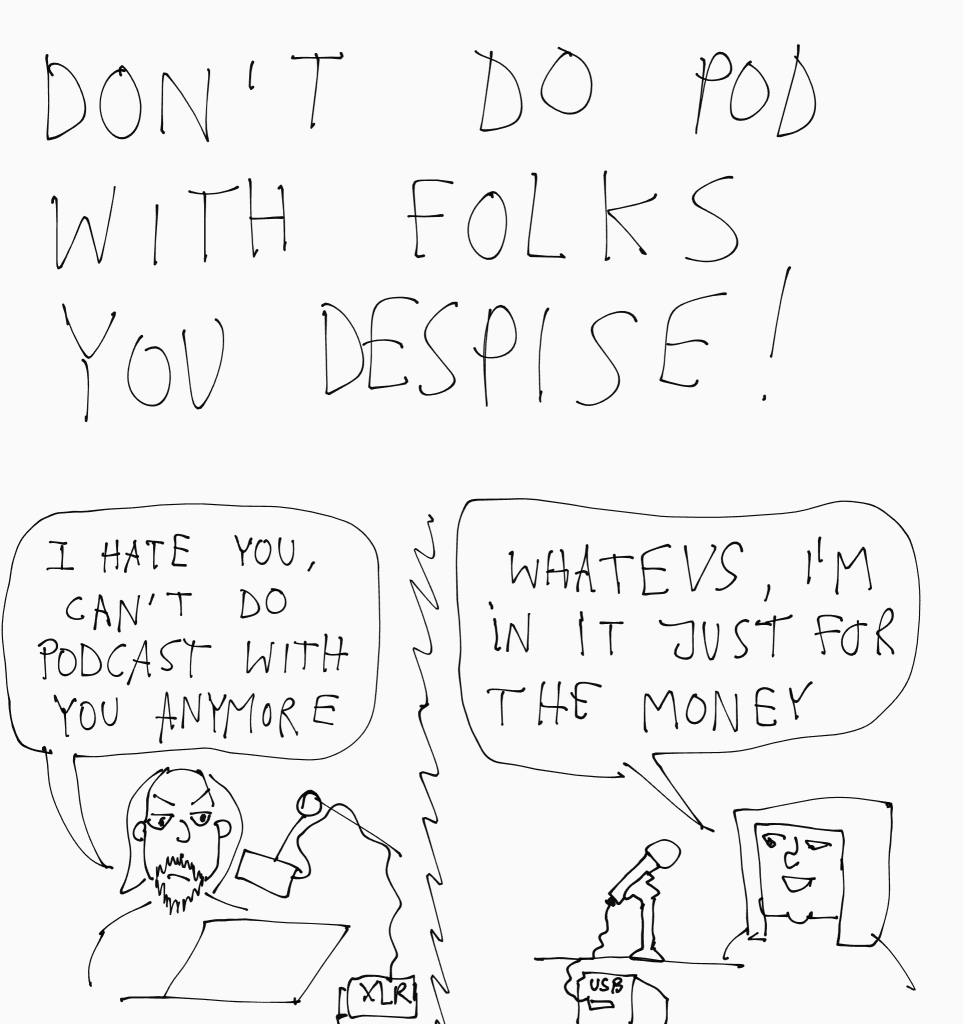 DON'T DO POD
WITH FOLKS
YOU DESPISE!
I HATE YOU,
CAN'T DO
PODCAST WITH
YOU ANYMORE
WHATEVS, I'M
IN IT JUST FOR
THE MONEY
XLR
USB